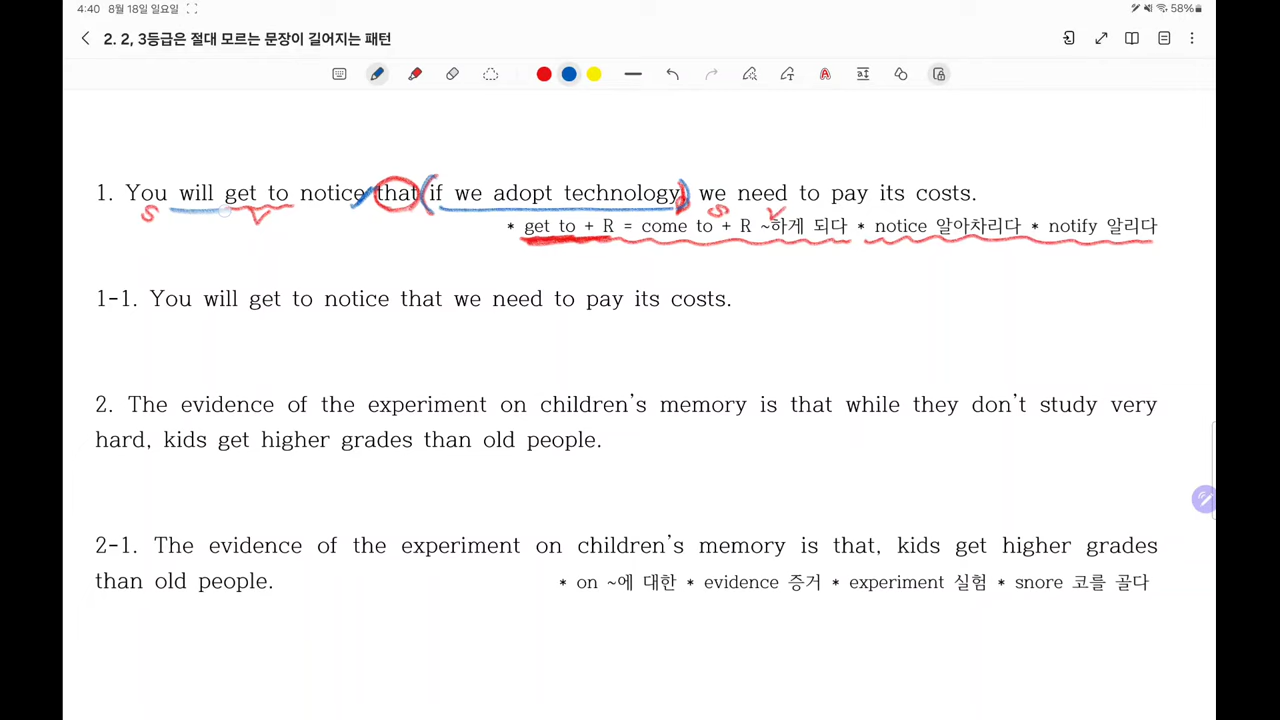 4:40 8월 18일 일요일 58%
2. 2, 3등급은 절대 모르는 문장이 길어지는 패턴
1. You will get to notice that if we adopt technology, we need to pay its costs.
S V S V
* get to + R = come to + R ~하게 되다 * notice 알아차리다 * notify 알리다
1-1. You will get to notice that we need to pay its costs.
2. The evidence of the experiment on children's memory is that while they don't study very
hard, kids get higher grades than old people.
2-1. The evidence of the experiment on children's memory is that, kids get higher grades
than old people.
* on ~에 대한 * evidence 증거 * experiment 실험 * snore 코를 골다